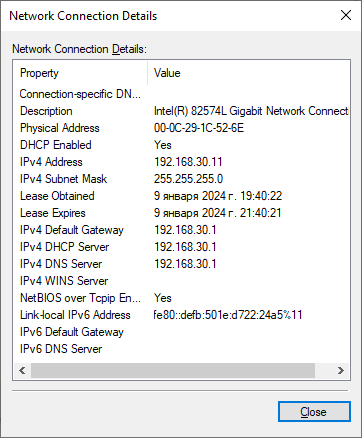 Network Connection Details
Network Connection Details:
Property Value
Connection-specific DN...
Description Intel(R) 82574L Gigabit Network Connecti
Physical Address 00-0C-29-1C-52-6E
DHCP Enabled Yes
IPv4 Address 192.168.30.11
IPv4 Subnet Mask 255.255.255.0
Lease Obtained 9 января 2024 г. 19:40:22
Lease Expires 9 января 2024 г. 21:40:21
IPv4 Default Gateway 192.168.30.1
IPv4 DHCP Server 192.168.30.1
IPv4 DNS Server 192.168.30.1
IPv4 WINS Server
NetBIOS over Tcpip En... Yes
Link-local IPv6 Address fe80::defb:501e:d722:24a5%11
IPv6 Default Gateway
IPv6 DNS Server
Close